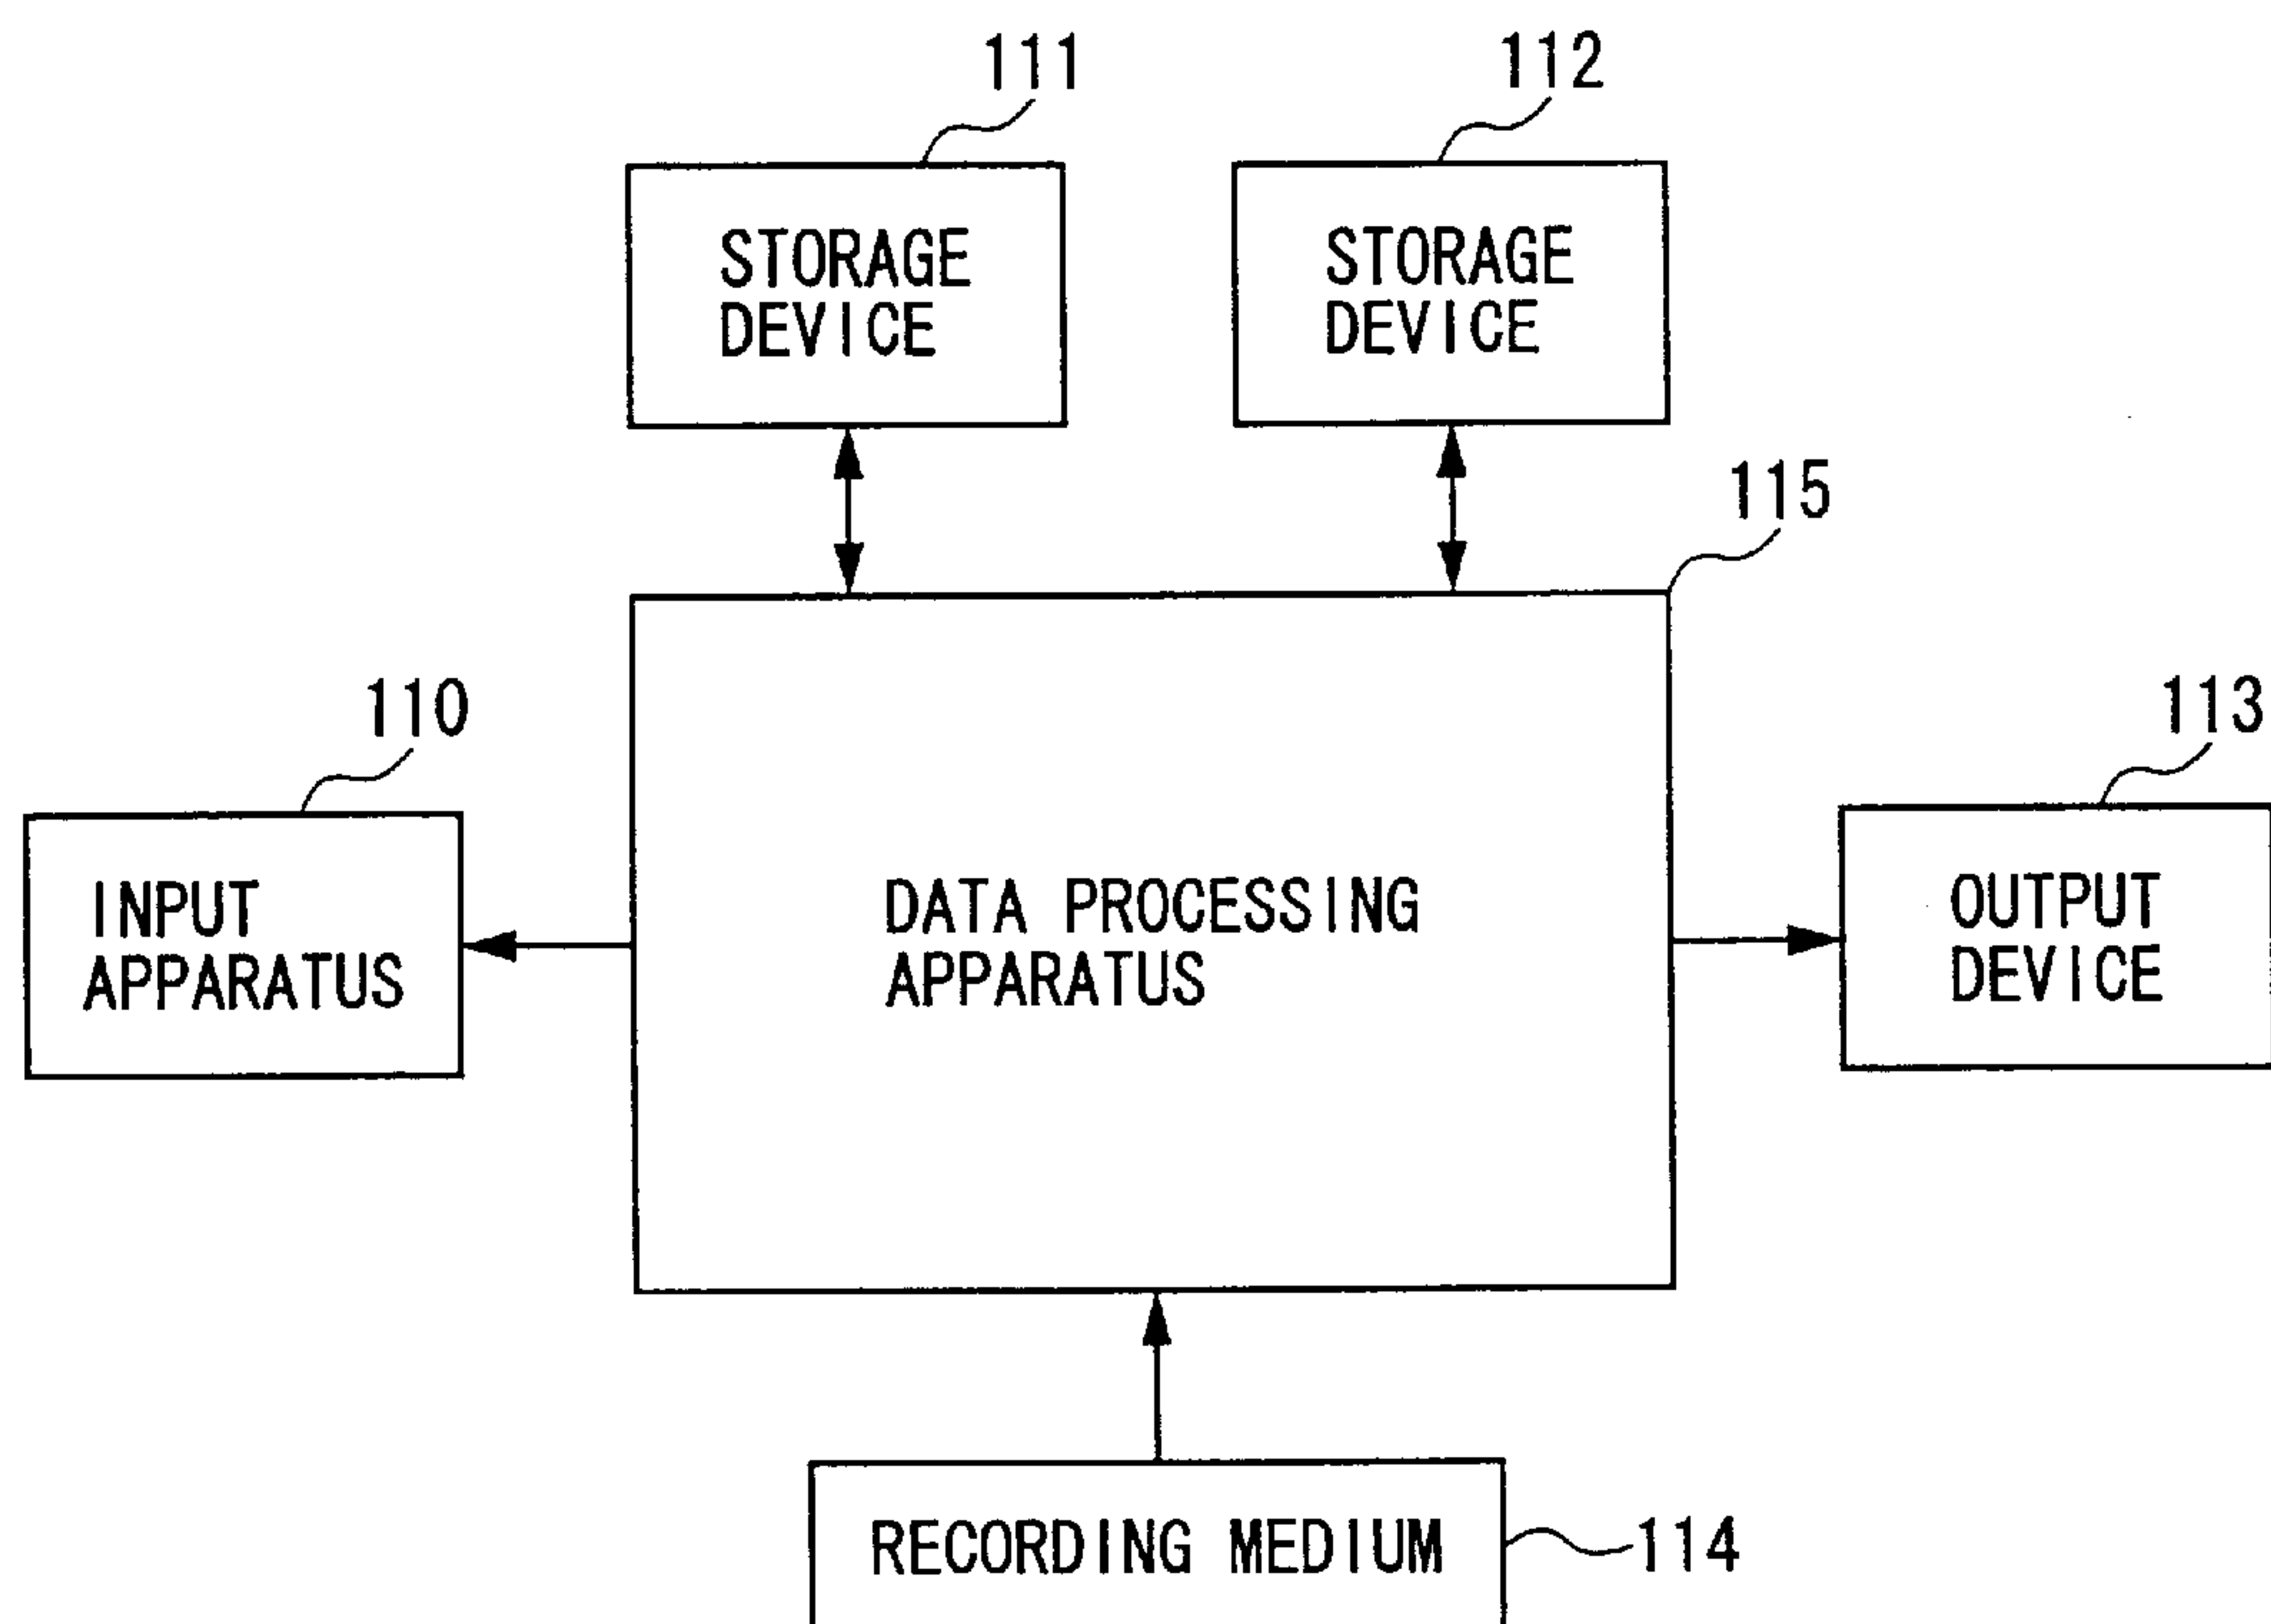 111
112
STORAGE
DEVICE
STORAGE
DEVICE
115
110
113
INPUT
APPARATUS
DATA PROCESSING
APPARATUS
OUTPUT
DEVICE
RECORDING MEDIUM
114